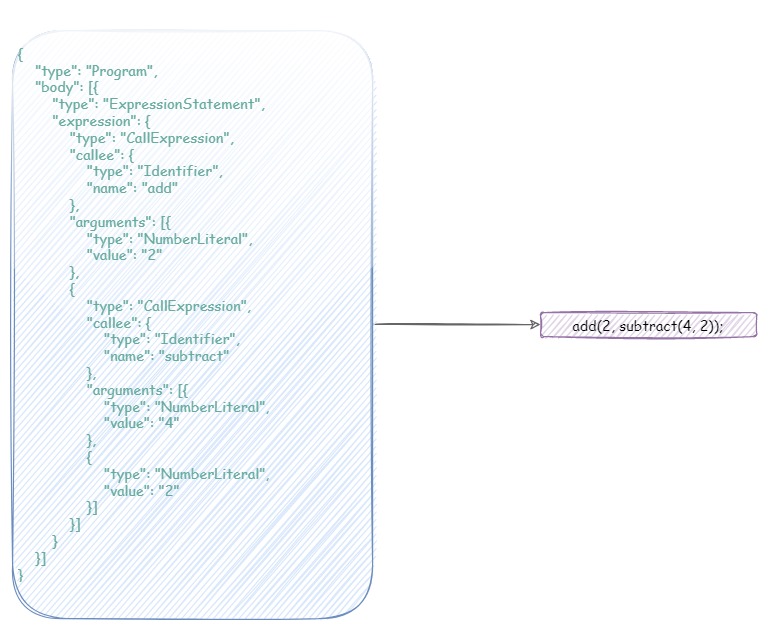 {
"type": "Program",
"body": [{
"type": "ExpressionStatement",
"expression": {
"type": "CallExpression",
"callee": {
"type": "Identifier",
"name": "add"
},
"arguments": [{
"type": "NumberLiteral",
"value": "2"
},
{
"type": "CallExpression",
"callee": {
"type": "Identifier",
"name": "subtract"
},
"arguments": [{
"type": "NumberLiteral",
"value": "4"
},
{
"type": "NumberLiteral",
"value": "2"
}]
}]
}
}]
}
add(2, subtract(4, 2));